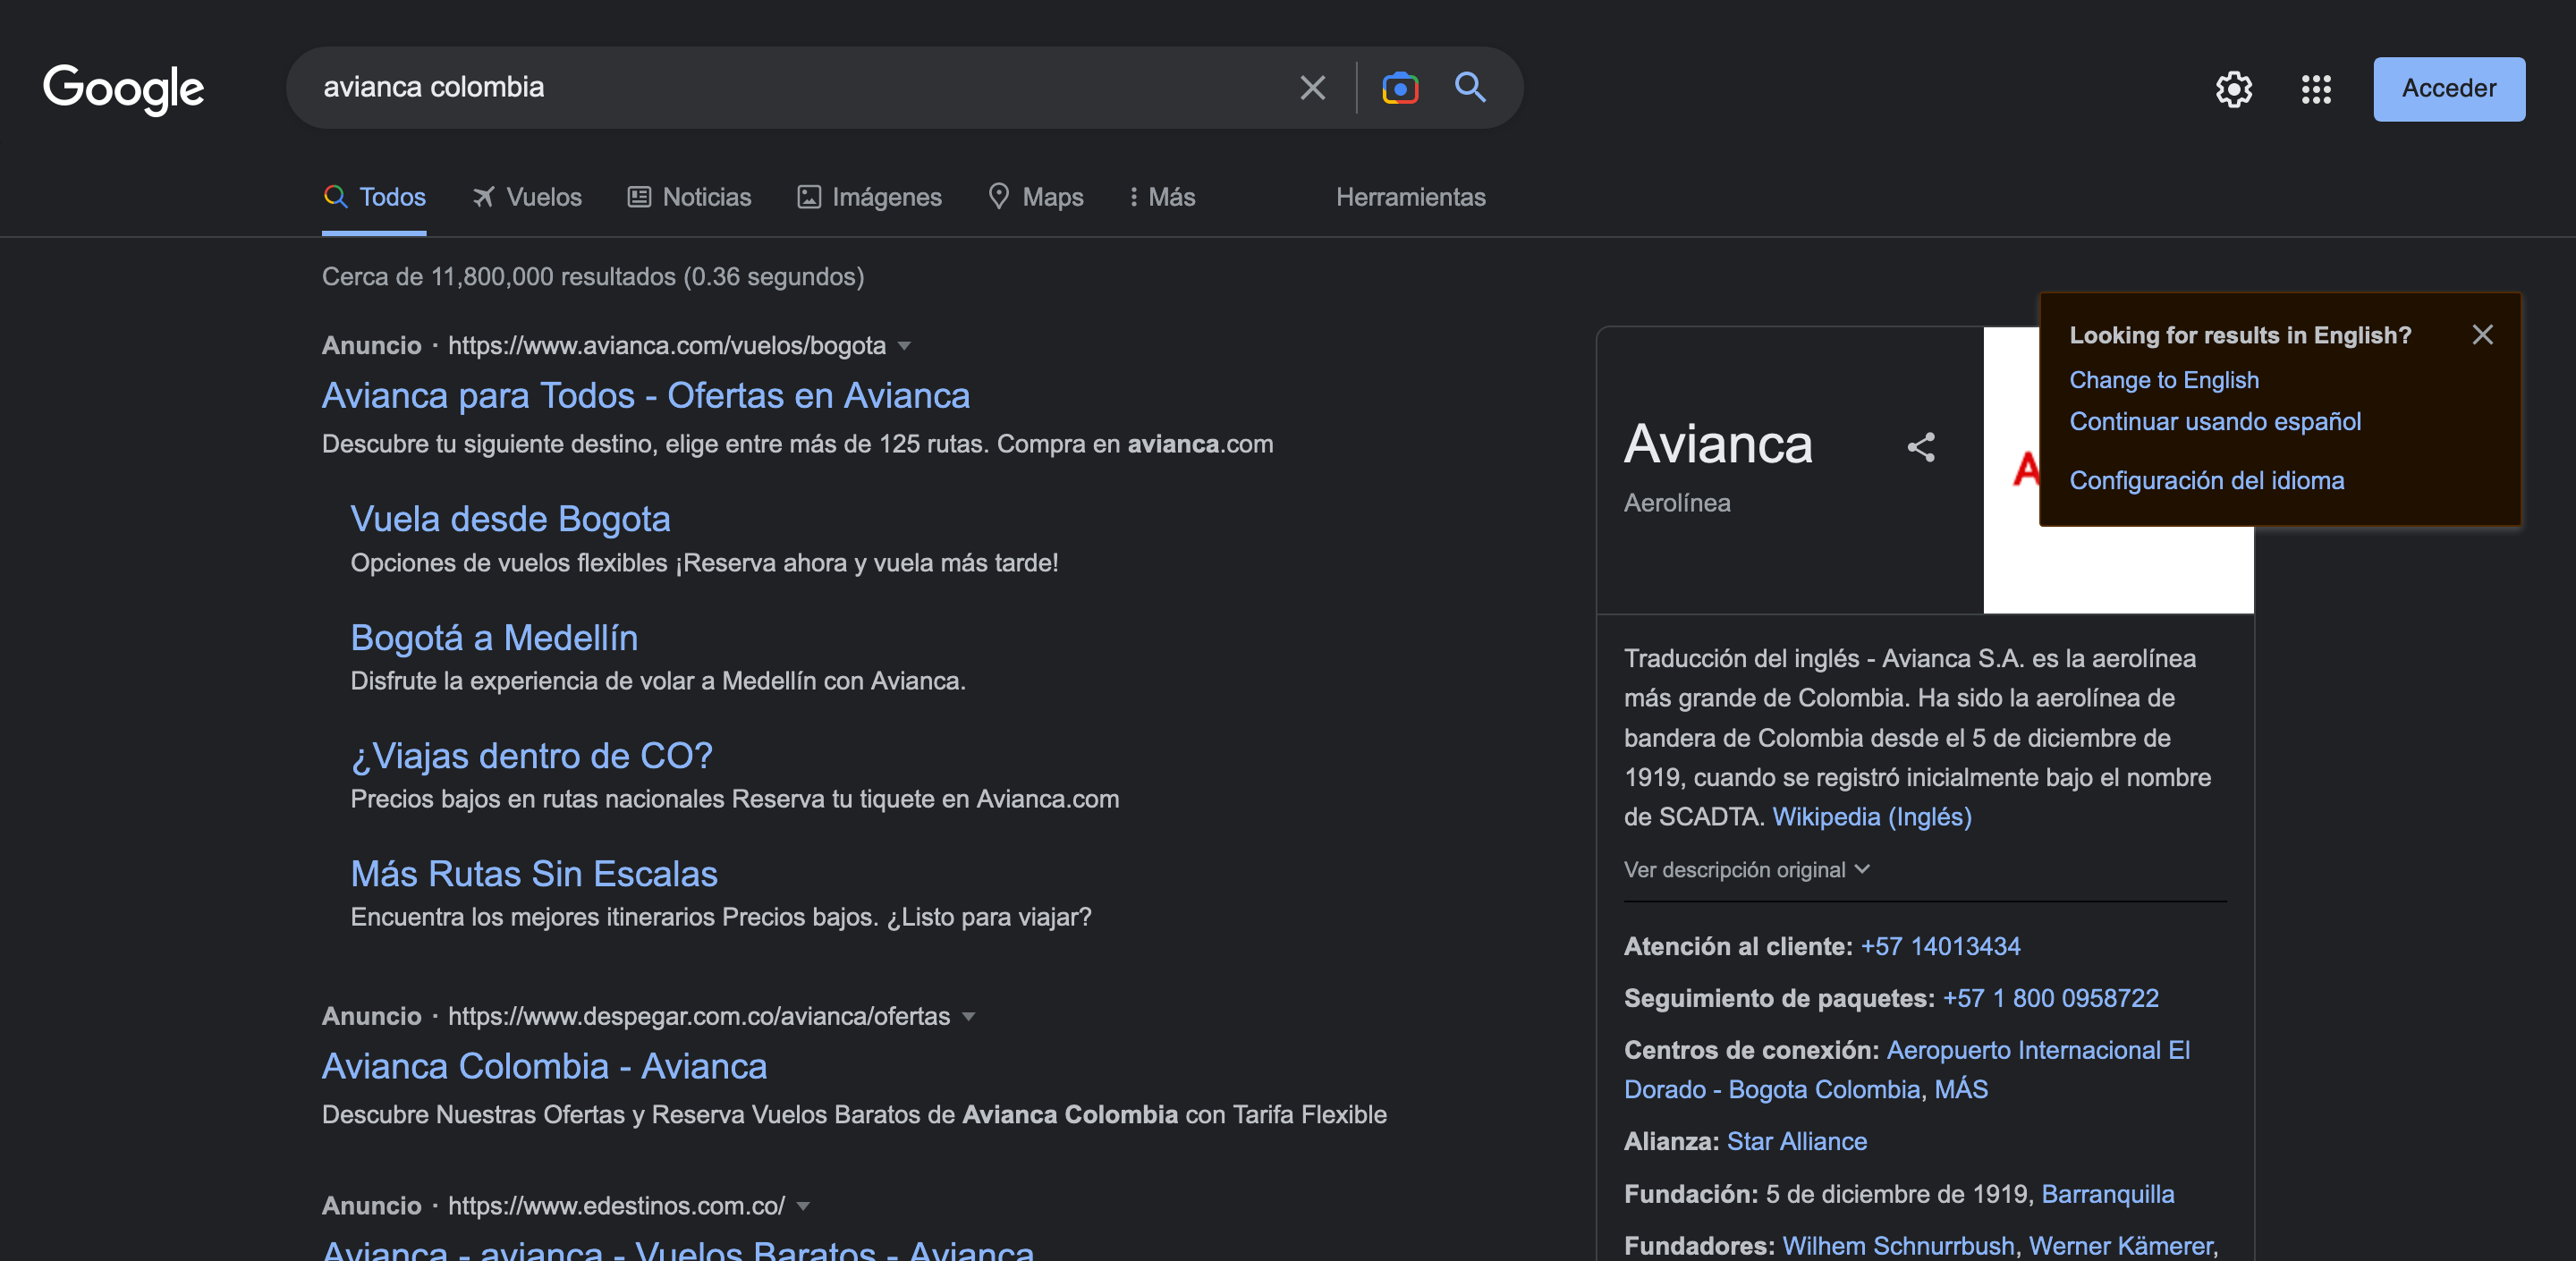 Google
avianca colombia
Acceder
Todos
Vuelos
Noticias
Imágenes
Maps
Más
Herramientas
Cerca de 11,800,000 resultados (0.36 segundos)
Anuncio · https://www.avianca.com/vuelos/bogota
Avianca para Todos - Ofertas en Avianca
Descubre tu siguiente destino, elige entre más de 125 rutas. Compra en avianca.com
Vuela desde Bogota
Opciones de vuelos flexibles ¡Reserva ahora y vuela más tarde!
Bogotá a Medellín
Disfrute la experiencia de volar a Medellín con Avianca.
¿Viajas dentro de CO?
Precios bajos en rutas nacionales Reserva tu tiquete en Avianca.com
Más Rutas Sin Escalas
Encuentra los mejores itinerarios Precios bajos. ¿Listo para viajar?
Anuncio · https://www.despegar.com.co/avianca/ofertas
Avianca Colombia - Avianca
Descubre Nuestras Ofertas y Reserva Vuelos Baratos de Avianca Colombia con Tarifa Flexible
Anuncio · https://www.edestinos.com.co/
Avianca - avianca - Vuelos Baratos - Avianca
Looking for results in English?
Change to English
Continuar usando español
Configuración del idioma
Avianca
Aerolínea
A
Traducción del inglés - Avianca S.A. es la aerolínea
más grande de Colombia. Ha sido la aerolínea de
bandera de Colombia desde el 5 de diciembre de
1919, cuando se registró inicialmente bajo el nombre
de SCADTA. Wikipedia (Inglés)
Ver descripción original
Atención al cliente: +57 14013434
Seguimiento de paquetes: +57 1 800 0958722
Centros de conexión: Aeropuerto Internacional El
Dorado - Bogota Colombia, MÁS
Alianza: Star Alliance
Fundación: 5 de diciembre de 1919, Barranquilla
Fundadores: Wilhem Schnurrbush, Werner Kämerer,